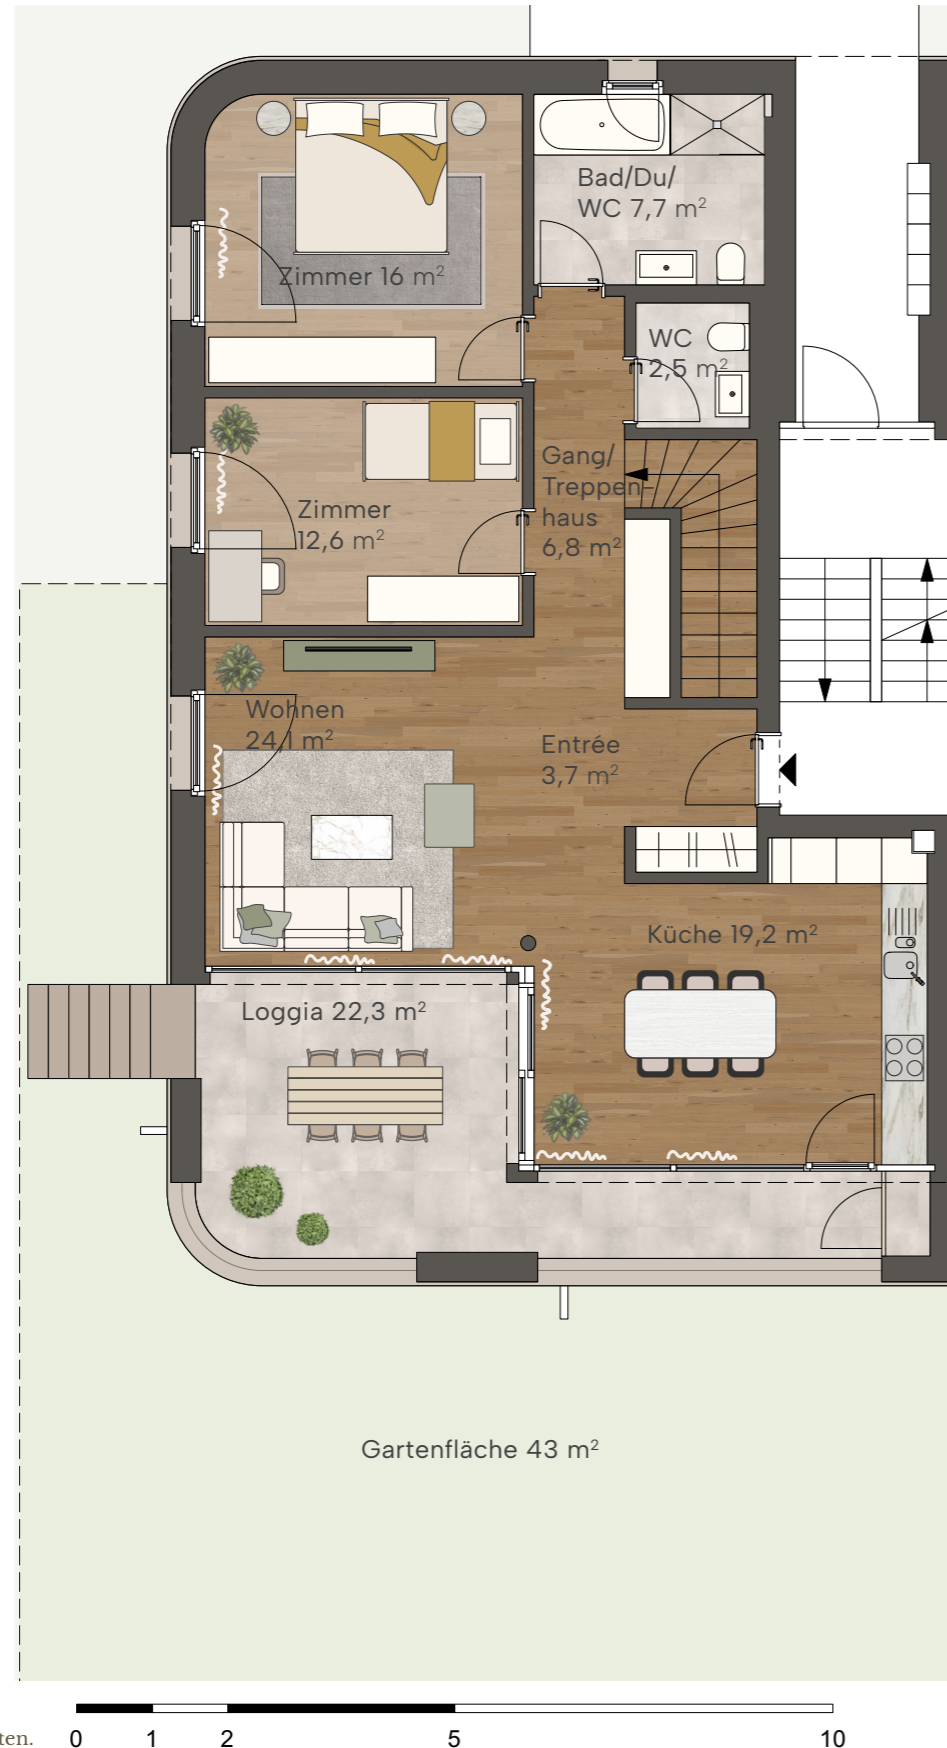 Bad/Du/
WC 7,7 m²
Zimmer 16 m²
WC
2,5 m²
Gang/
Treppen-
haus
6,8 m²
Zimmer
12,6 m²
Wohnen
24,1 m²
Entrée
3,7 m²
Küche 19,2 m²
Loggia 22,3 m²
Gartenfläche 43 m²
ten. 0 1 2 5 10